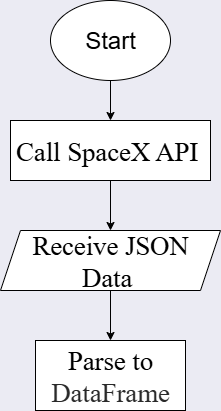 Start
Call SpaceX API
Receive JSON
Data
Parse to
DataFrame